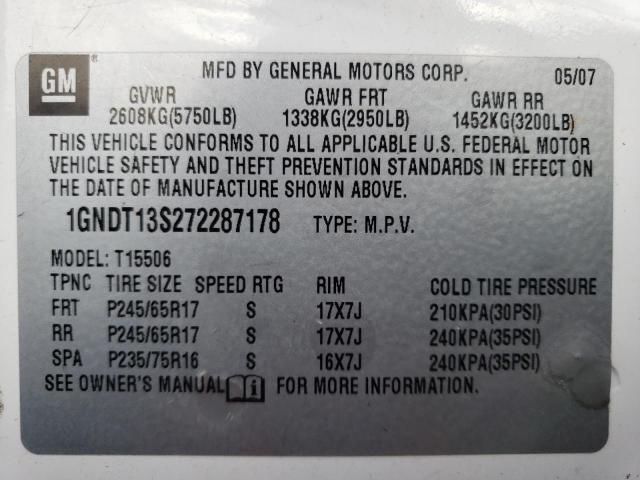 GM ® MFD BY GENERAL MOTORS CORP. 05/07
GVWR GAWR FRT GAWR RR
2608KG(5750LB) 1338KG(2950LB) 1452KG(3200LB)
THIS VEHICLE CONFORMS TO ALL APPLICABLE U.S. FEDERAL MOTOR
VEHICLE SAFETY AND THEFT PREVENTION STANDARDS IN EFFECT ON
THE DATE OF MANUFACTURE SHOWN ABOVE.
1GNDT13S272287178 TYPE: M.P.V.
MODEL: T15506
TPNC TIRE SIZE SPEED RTG RIM COLD TIRE PRESSURE
FRT P245/65R17 S 17X7J 210KPA(30PSI)
RR P245/65R17 S 17X7J 240KPA(35PSI)
SPA P235/75R16 S 16X7J 240KPA(35PSI)
SEE OWNER'S MANUAL FOR MORE INFORMATION.